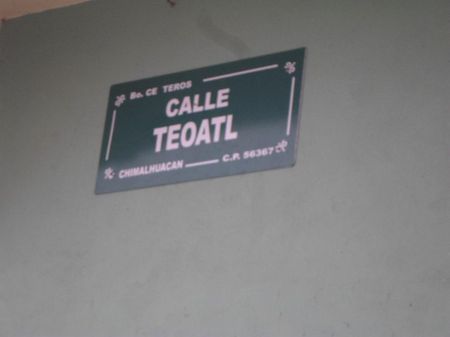 Bo. CE TEROS
CALLE
TEOATL
CHIMALHUACAN C.P. 56367